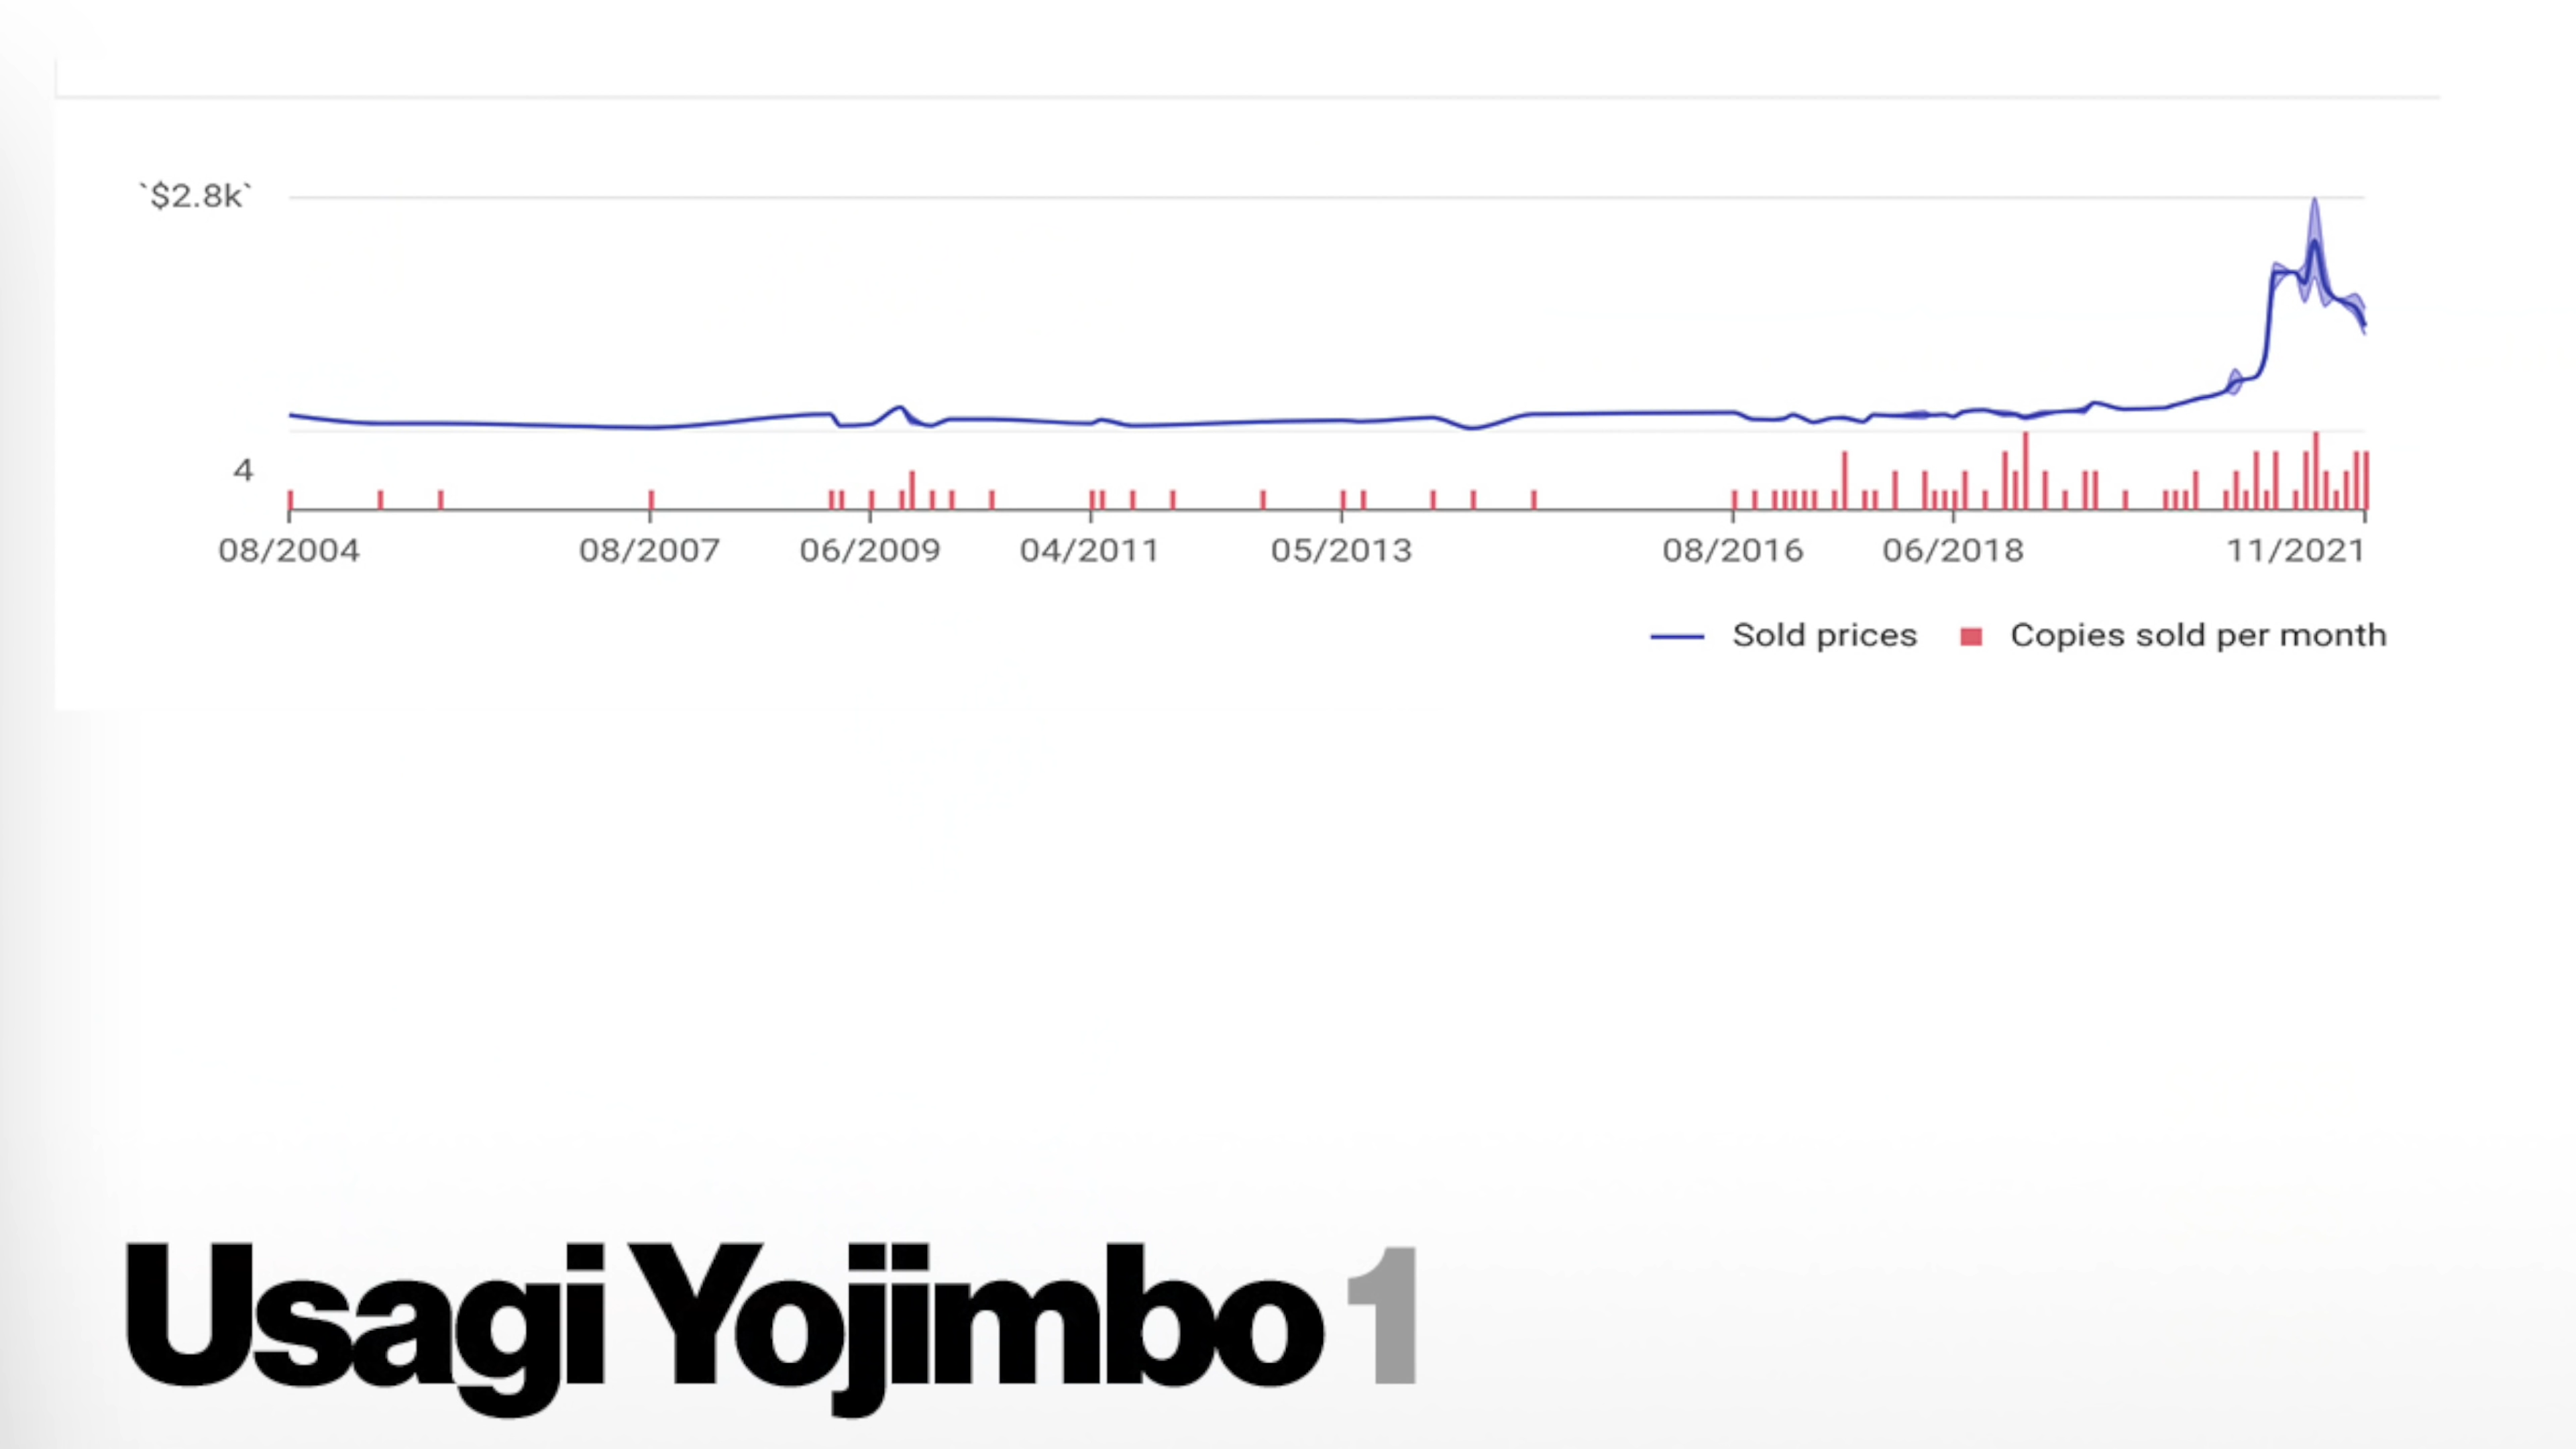 `$2.8k`
4
08/2004 08/2007 06/2009 04/2011 05/2013 08/2016 06/2018 11/2021
Sold prices Copies sold per month
Usagi Yojimbo 1